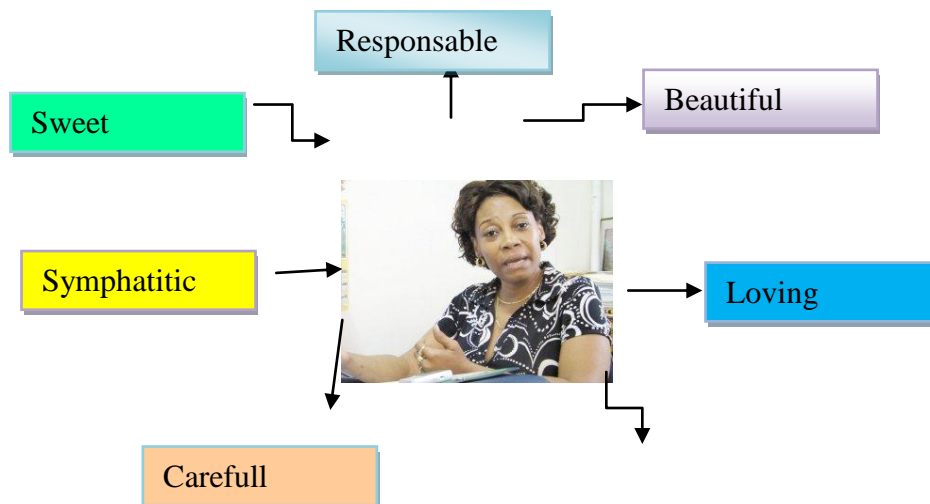 Responsable
Beautiful
Sweet
Symphatitic
Loving
Carefull